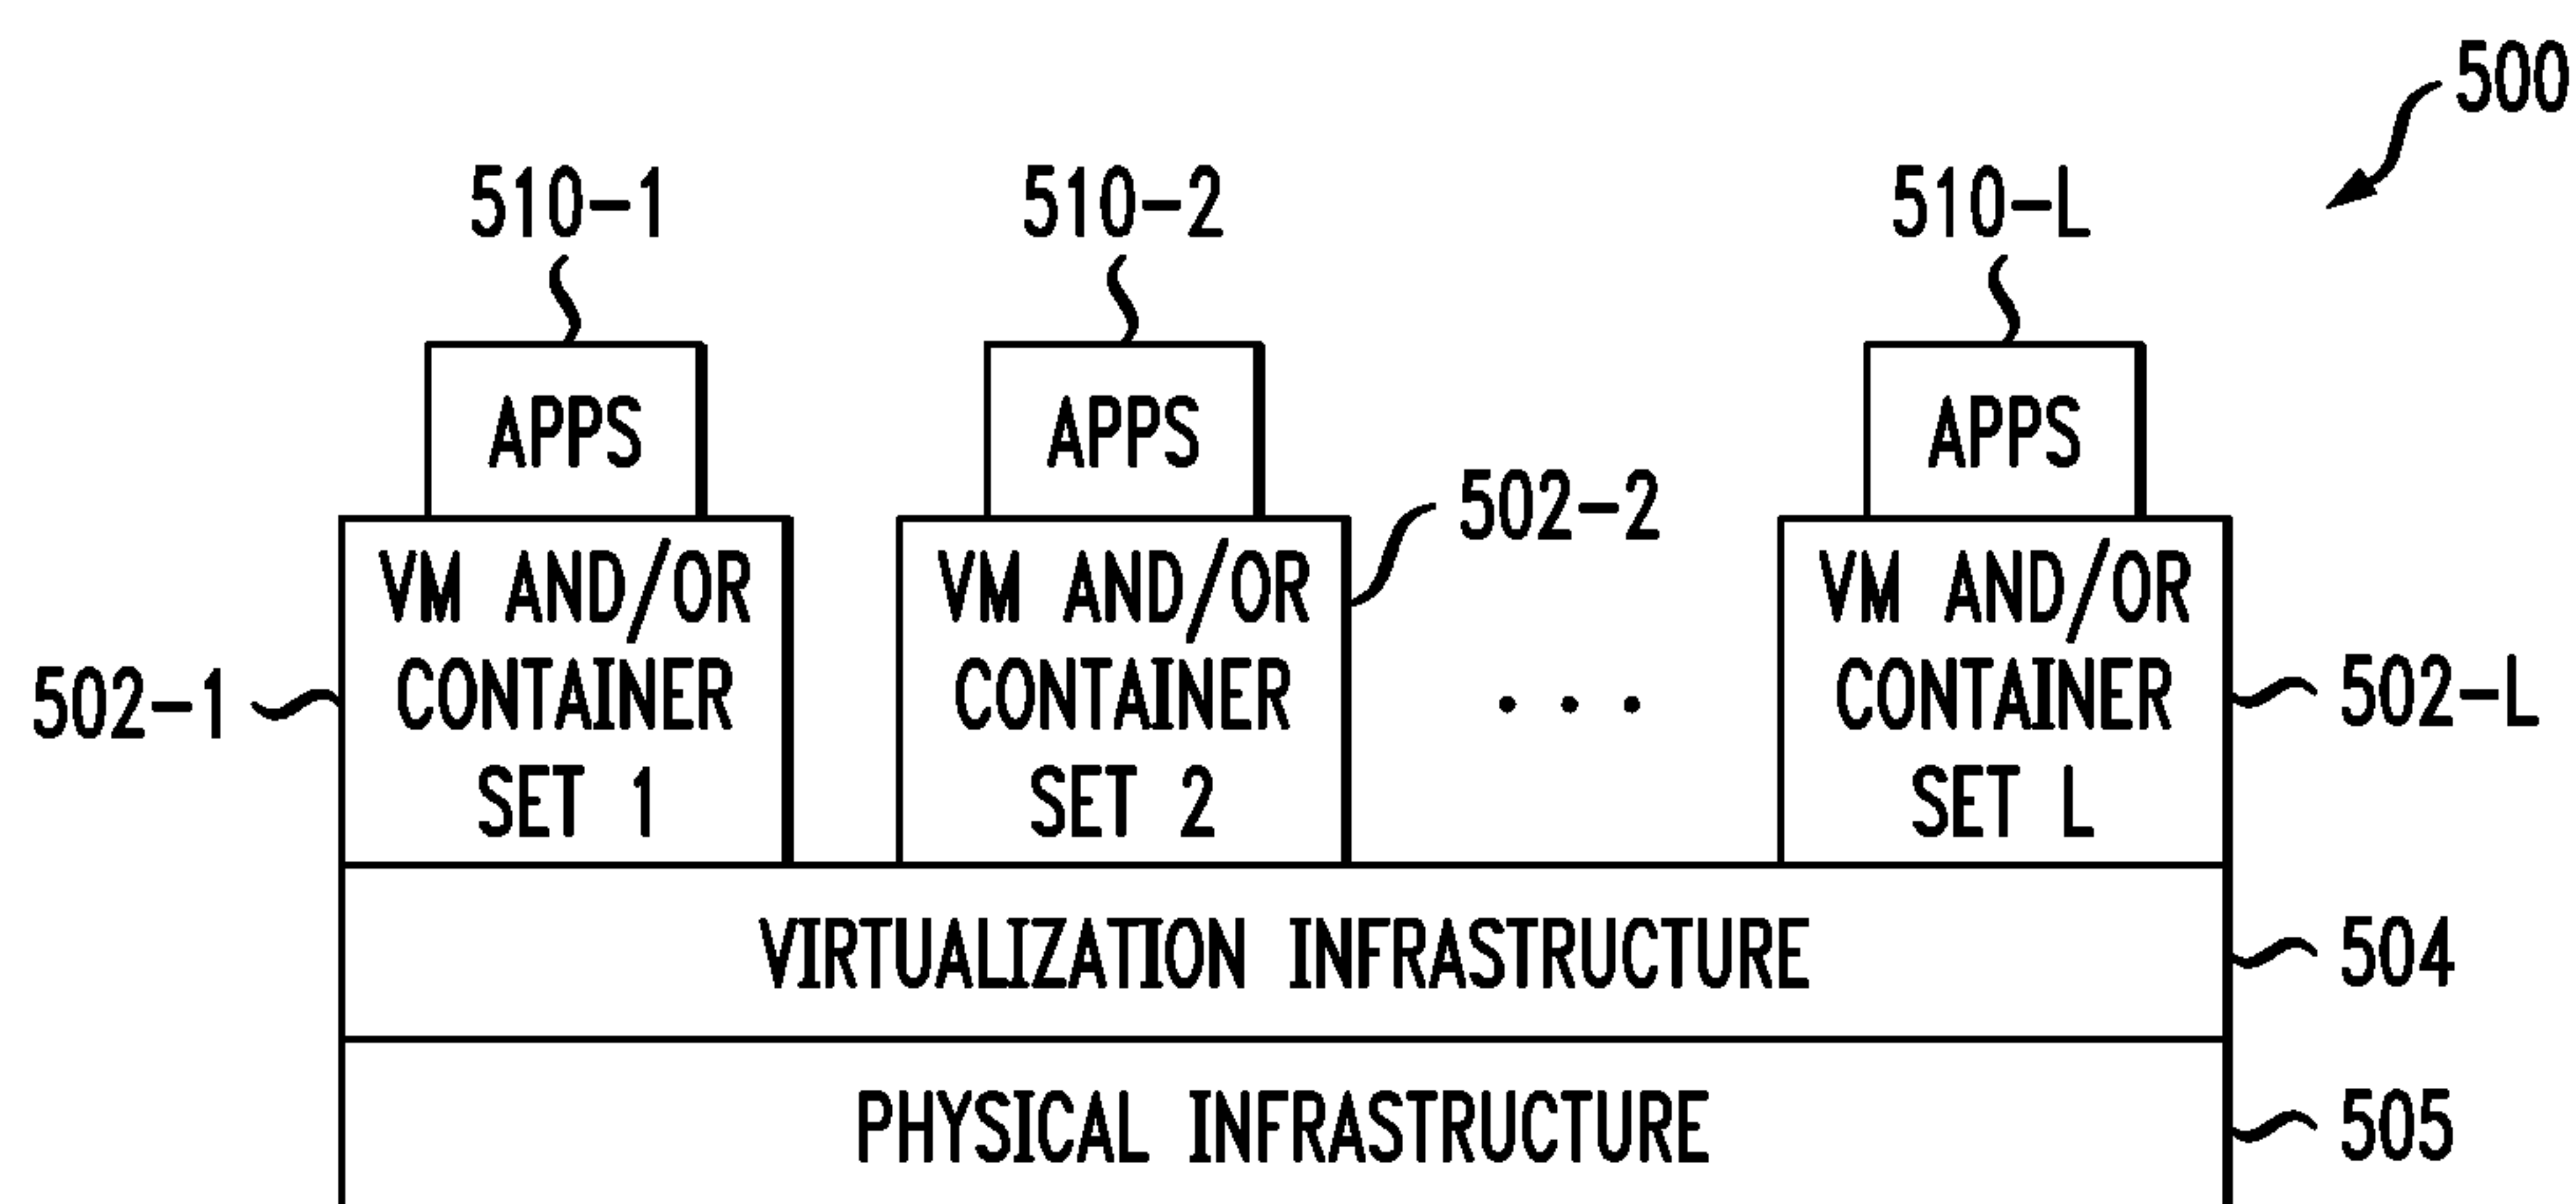 500
510-1
510-2
510-L
APPS
APPS
APPS
502-2
VM AND/OR
CONTAINER
SET 1
VM AND/OR
CONTAINER
SET 2
. . .
VM AND/OR
CONTAINER
SET L
502-1
502-L
VIRTUALIZATION INFRASTRUCTURE
504
PHYSICAL INFRASTRUCTURE
505